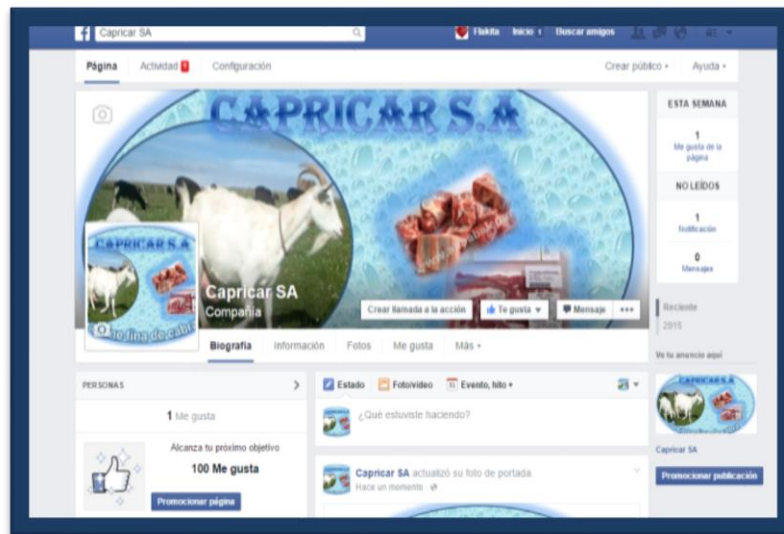 Capricar SA
Flakita Inicio 1 Buscar amigos
Página Actividad 1 Configuración Crear público Ayuda
CAPRICAR S.A
ESTA SEMANA
1
Me gusta de la
página
NO LEÍDOS
1
Notificación
0
Mensajes
CAPRICAR S.A
Capricar SA
Compañía
Crear llamada a la acción Te gusta Mensaje
Reciente
2015
Biografía Información Fotos Me gusta Más
Ve tu anuncio aquí
CAPRICAR S.A
Capricar SA
Promocionar publicación
PERSONAS
1 Me gusta
Alcanza tu próximo objetivo
100 Me gusta
Promocionar página
Estado Foto/video 31 Evento, hito +
¿Qué estuviste haciendo?
Capricar SA actualizó su foto de portada.
Hace un momento